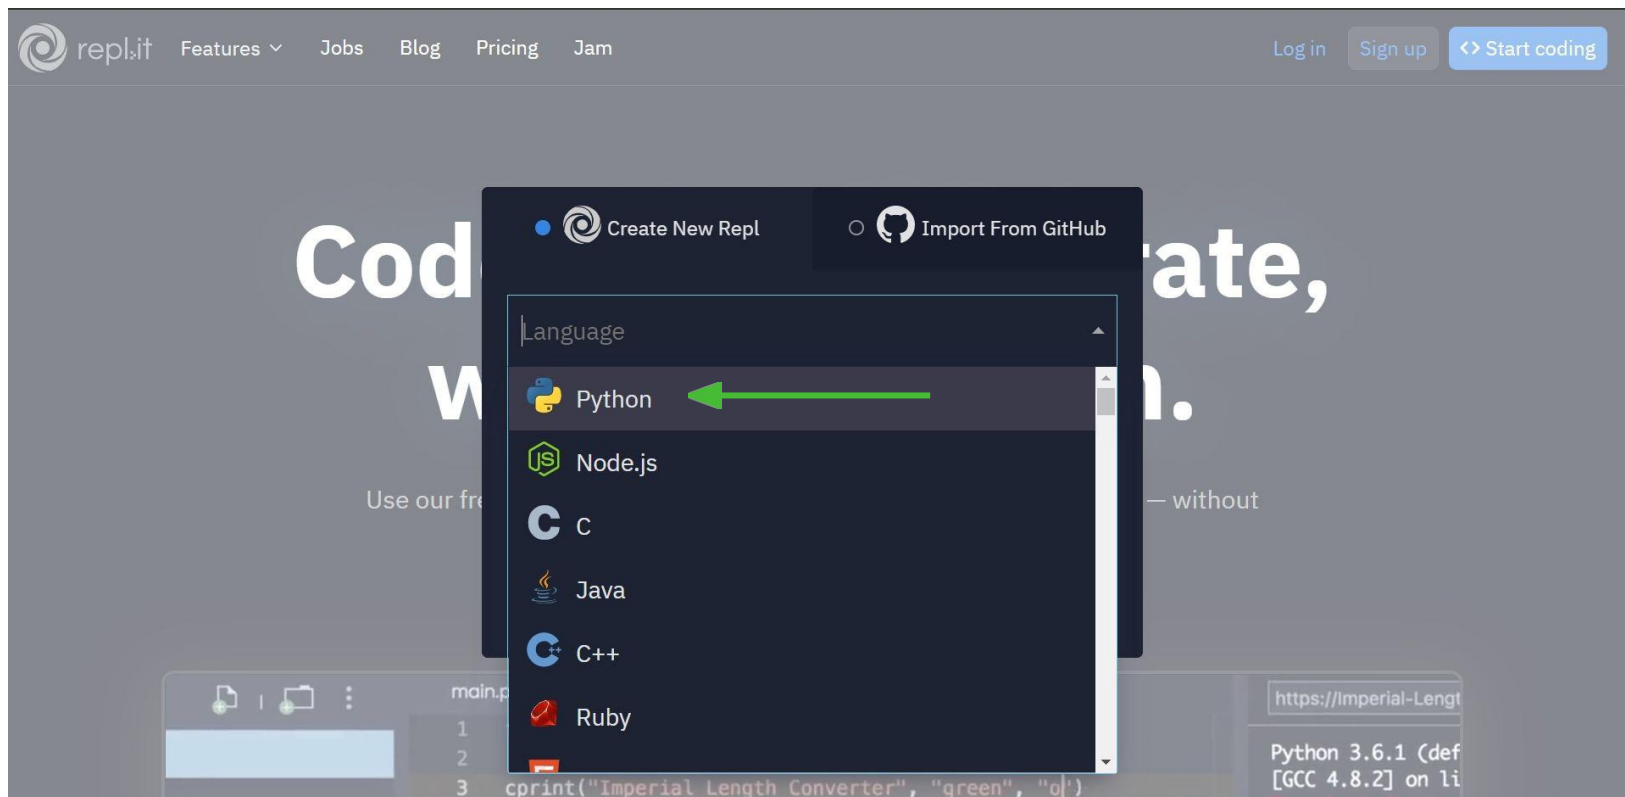 repl.it Features Jobs Blog Pricing Jam Log in Sign up <> Start coding
Create New Repl Import From GitHub
Cod rate,
Language
Python
Node.js
Use our fre — without
C
Java
C++
main.p https://Imperial-Lengt
Ruby
1
2 Python 3.6.1 (def
3 cprint("Imperial Length Converter", "green", "o") [GCC 4.8.2] on li